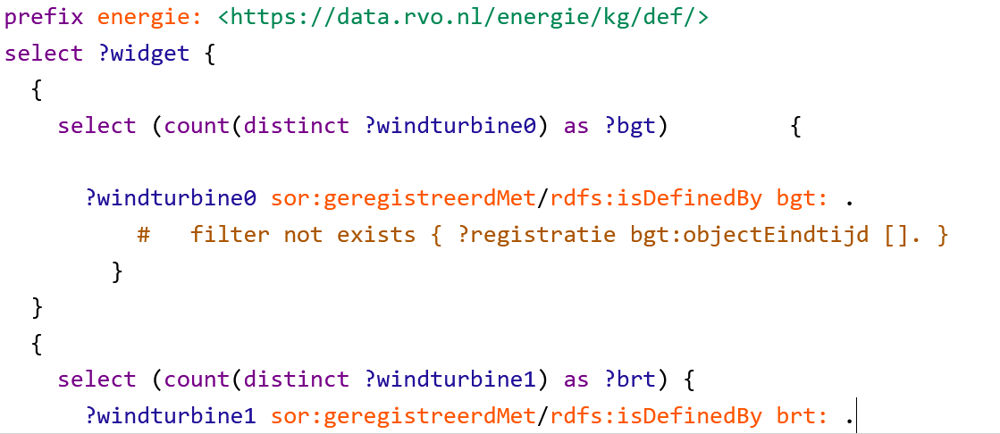 prefix energie: <https://data.rvo.nl/energie/kg/def/>
select ?widget {
  {
    select (count(distinct ?windturbine0) as ?bgt)         {
      ?windturbine0 sor:geregistreerdMet/rdfs:isDefinedBy bgt: .
          #   filter not exists { ?registratie bgt:objectEindtijd []. }
        }
  }
  {
    select (count(distinct ?windturbine1) as ?brt) {
      ?windturbine1 sor:geregistreerdMet/rdfs:isDefinedBy brt: .